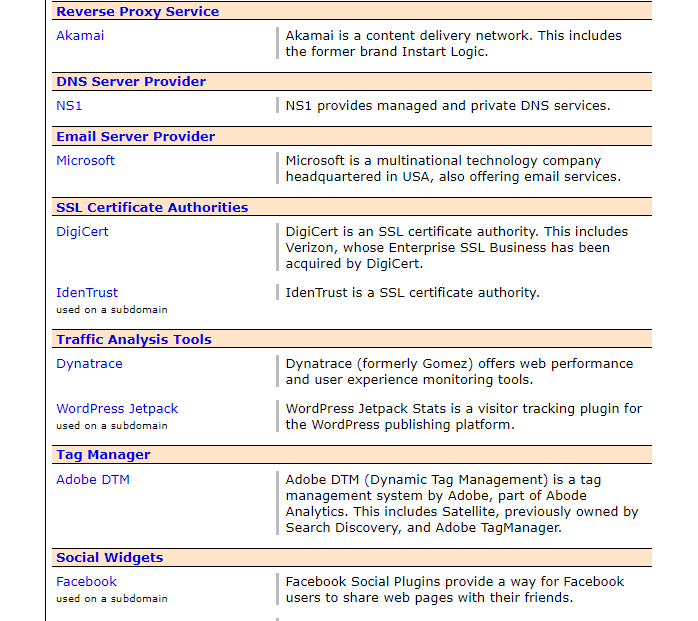 Reverse Proxy Service
Akamai
Akamai is a content delivery network. This includes
the former brand Instart Logic.
DNS Server Provider
NS1
NS1 provides managed and private DNS services.
Email Server Provider
Microsoft
Microsoft is a multinational technology company
headquartered in USA, also offering email services.
SSL Certificate Authorities
DigiCert
DigiCert is an SSL certificate authority. This includes
Verizon, whose Enterprise SSL Business has been
acquired by DigiCert.
IdenTrust
used on a subdomain
IdenTrust is a SSL certificate authority.
Traffic Analysis Tools
Dynatrace
Dynatrace (formerly Gomez) offers web performance
and user experience monitoring tools.
WordPress Jetpack
used on a subdomain
WordPress Jetpack Stats is a visitor tracking plugin for
the WordPress publishing platform.
Tag Manager
Adobe DTM
Adobe DTM (Dynamic Tag Management) is a tag
management system by Adobe, part of Abode
Analytics. This includes Satellite, previously owned by
Search Discovery, and Adobe TagManager.
Social Widgets
Facebook
used on a subdomain
Facebook Social Plugins provide a way for Facebook
users to share web pages with their friends.